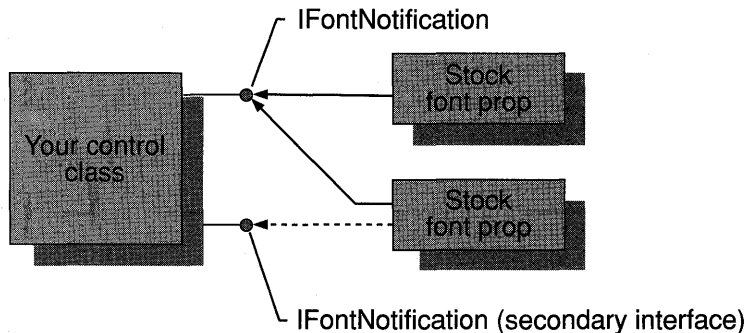 IFontNotification
Stock
font prop
Your control
class
Stock
font prop
IFontNotification (secondary interface)